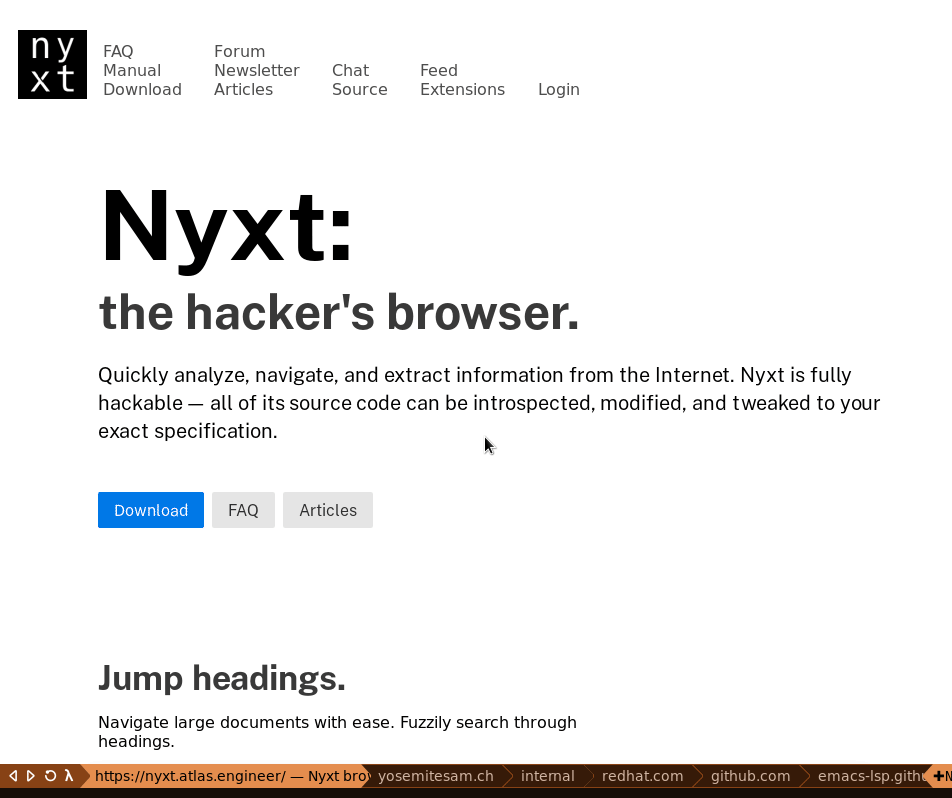 ny
xt
FAQ
Manual
Download
Forum
Newsletter
Articles
Chat
Source
Feed
Extensions
Login
Nyxt:
the hacker's browser.
Quickly analyze, navigate, and extract information from the Internet. Nyxt is fully
hackable — all of its source code can be introspected, modified, and tweaked to your
exact specification.
Download FAQ Articles
Jump headings.
Navigate large documents with ease. Fuzzily search through
headings.
λ https://nyxt.atlas.engineer/ — Nyxt bro yosemitesam.ch internal redhat.com github.com emacs-lsp.githu ✚N